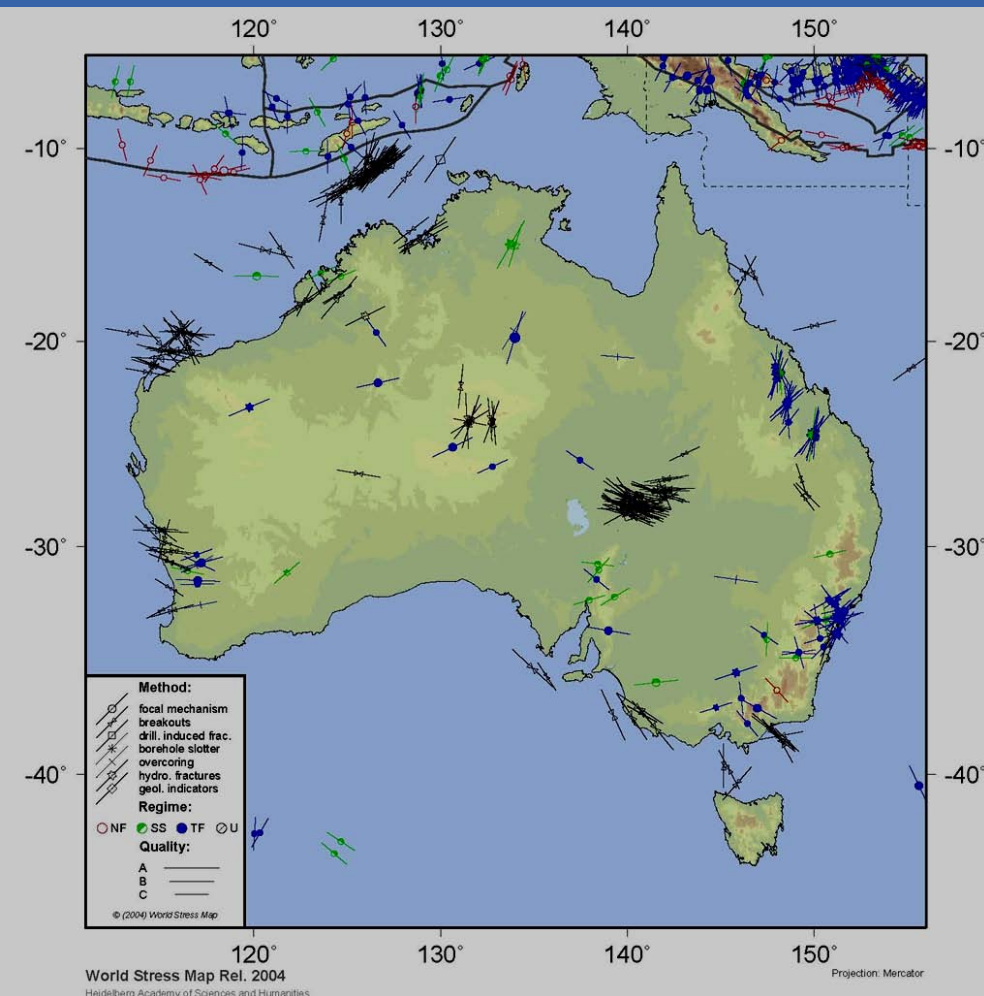 120° 130° 140° 150°
-10° -10°
-20° -20°
-30° -30°
-40° -40°
Method:
focal mechanism
breakouts
drill. induced frac.
borehole slotter
overcoring
hydro. fractures
geol. indicators
Regime:
NF SS TF U
Quality:
A
B
C
© (2004) World Stress Map
120° 130° 140° 150°
World Stress Map Rel. 2004
Projection: Mercator
Heidelberg Academy of Sciences and Humanities